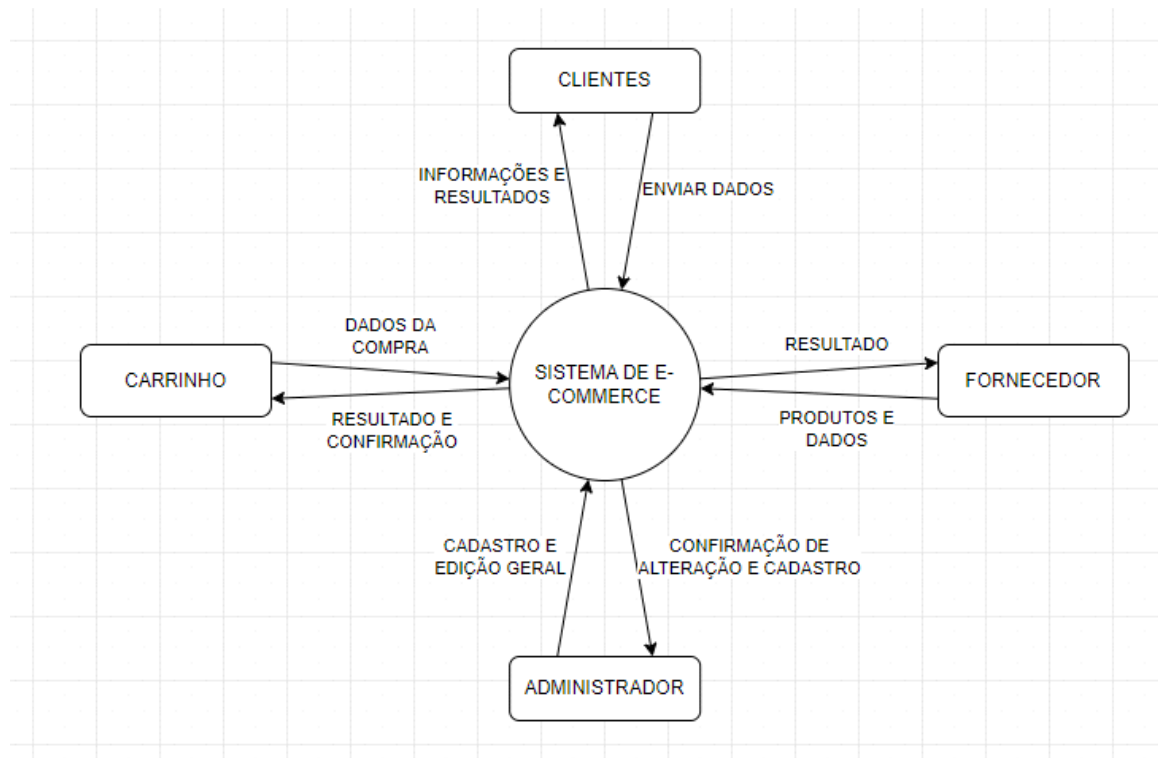 CLIENTES
INFORMAÇÕES E
RESULTADOS
ENVIAR DADOS
DADOS DA
COMPRA
CARRINHO
RESULTADO E
CONFIRMAÇÃO
SISTEMA DE E-
COMMERCE
RESULTADO
FORNECEDOR
PRODUTOS E
DADOS
CADASTRO E
EDIÇÃO GERAL
CONFIRMAÇÃO DE
ALTERAÇÃO E CADASTRO
ADMINISTRADOR